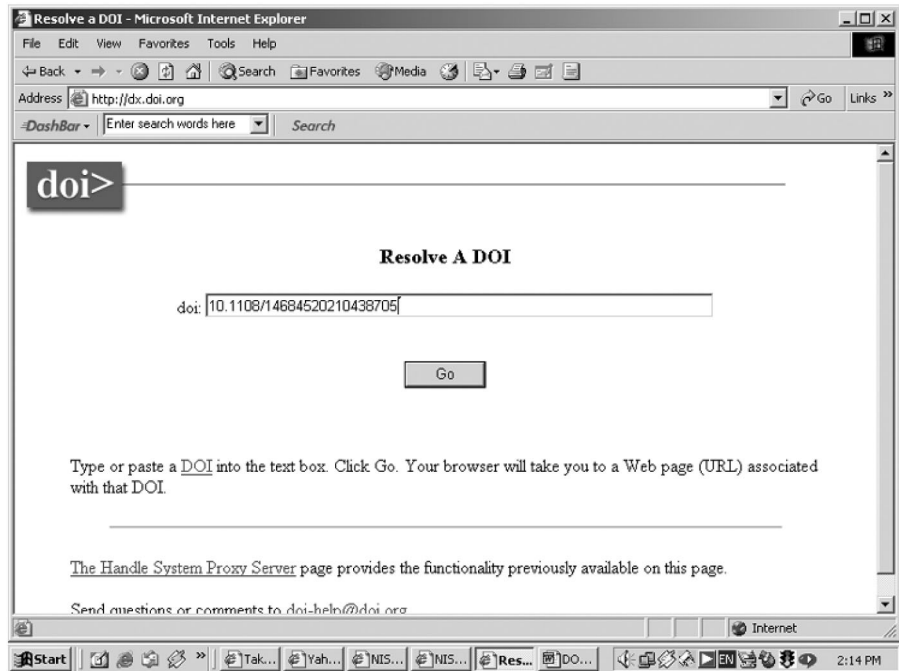 Resolve a DOI - Microsoft Internet Explorer
File Edit View Favorites Tools Help
Back Search Favorites Media
Address http://dx.doi.org Go Links »
DashBar Enter search words here Search
doi>
Resolve A DOI
doi: 10.1108/14684520210438705
Go
Type or paste a DOI into the text box. Click Go. Your browser will take you to a Web page (URL) associated
with that DOI.
The Handle System Proxy Server page provides the functionality previously available on this page.
Send questions or comments to doi-help@doi.org
Internet
Start » Tak... Yah... NIS... NIS... Res... DO... EN 2:14 PM